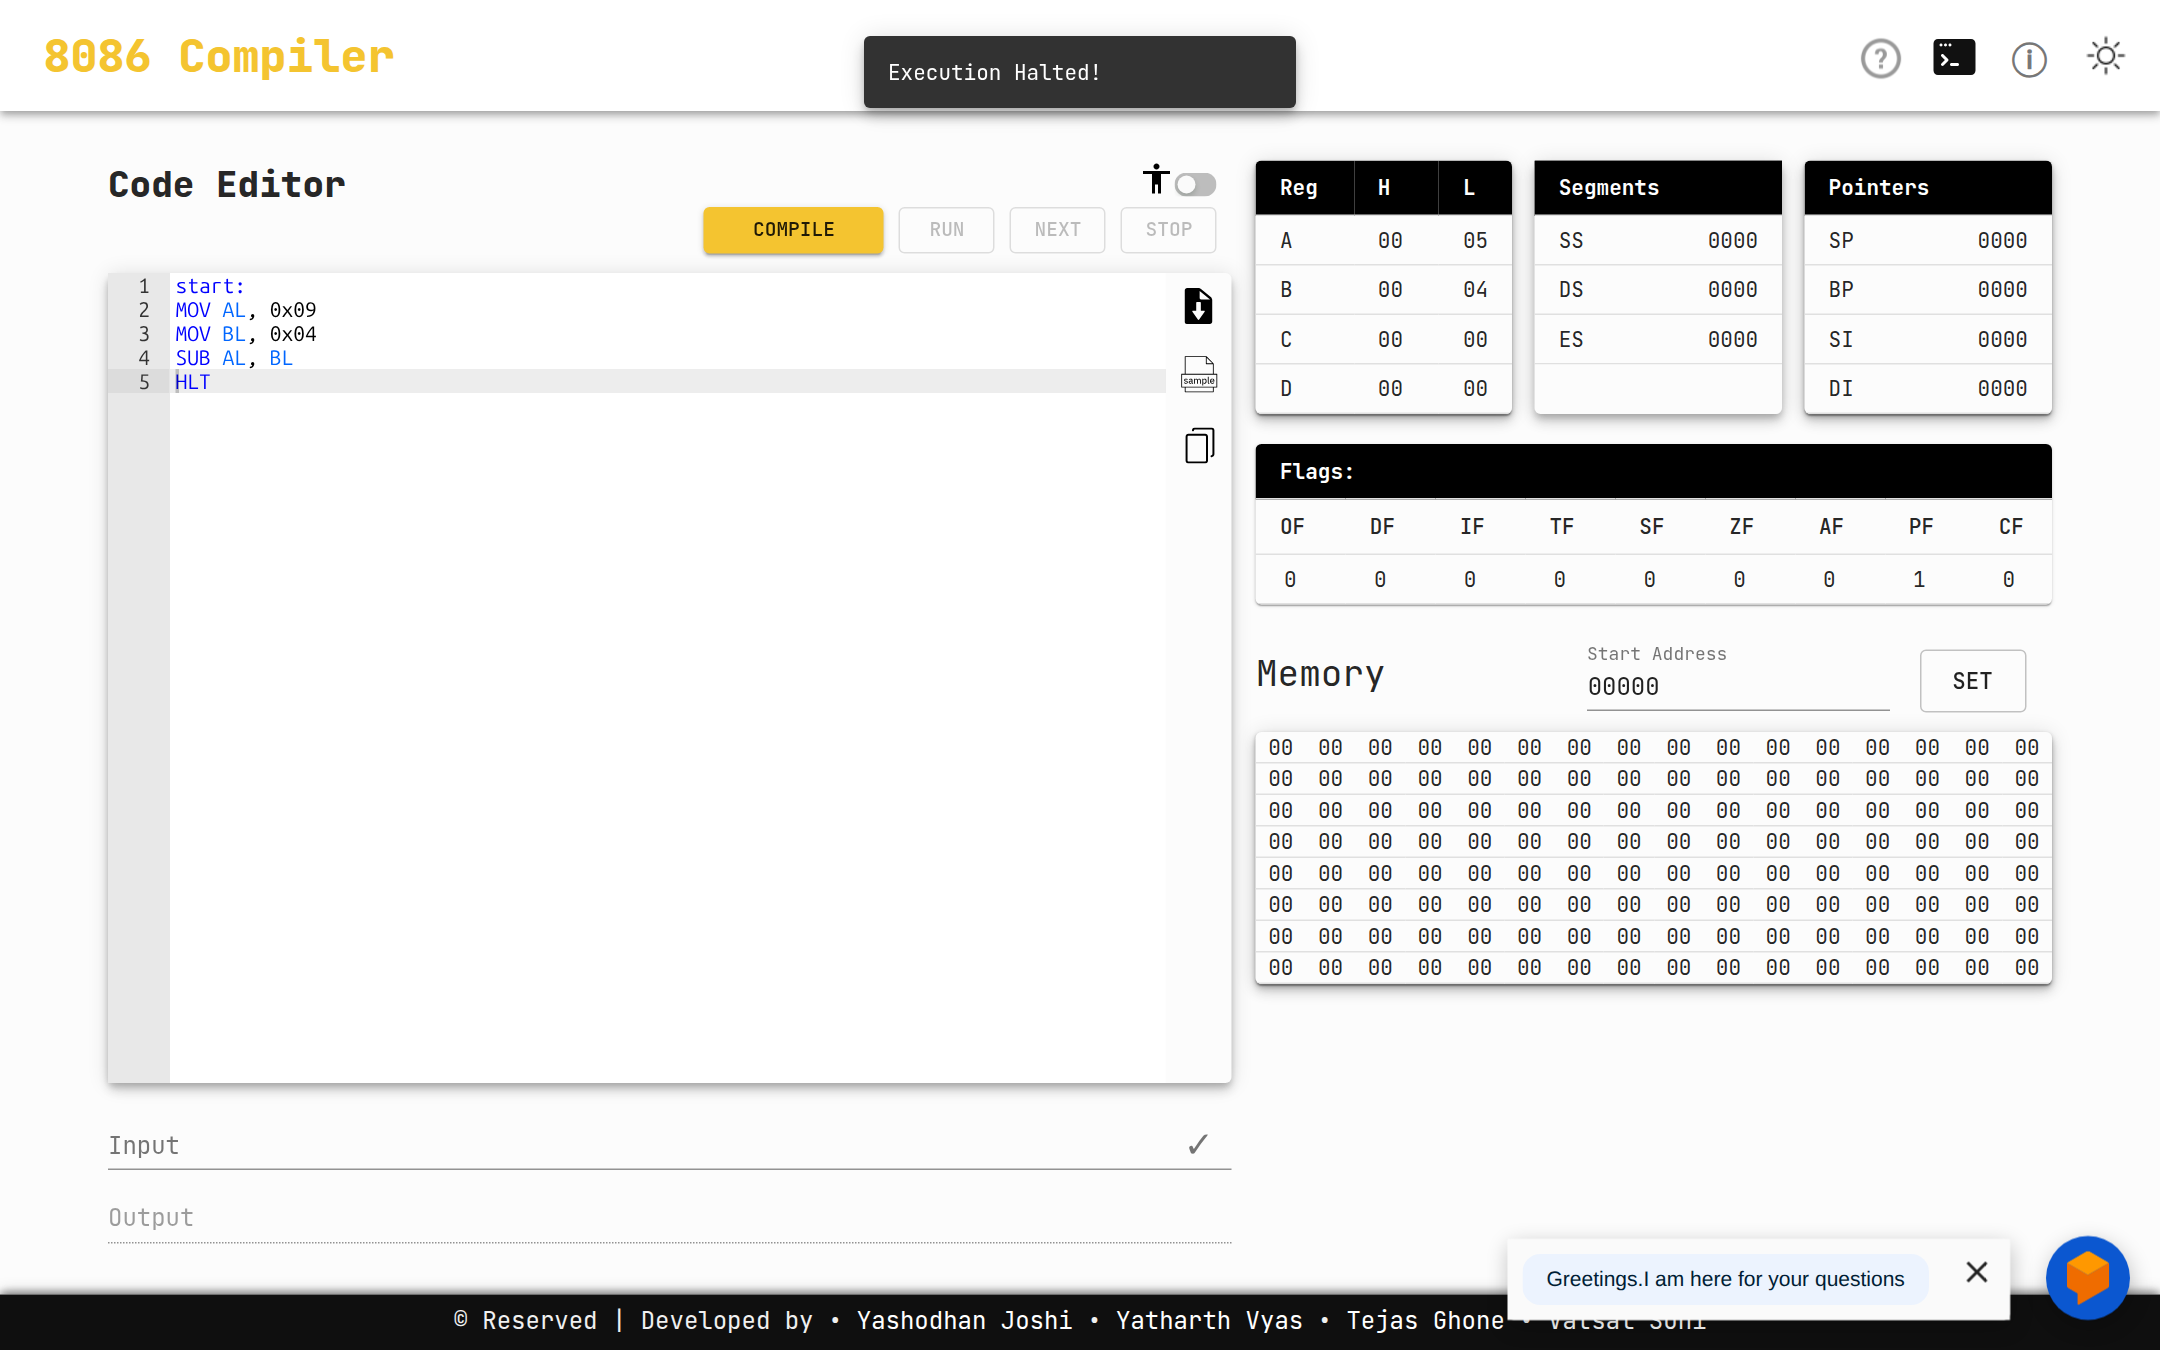 8086 Compiler
Execution Halted!
Code Editor
COMPILE RUN NEXT STOP
1 start:
2 MOV AL, 0x09
3 MOV BL, 0x04
4 SUB AL, BL
5 HLT
sample
Input
Output
Reg H L
A 00 05
B 00 04
C 00 00
D 00 00
Segments
SS 0000
DS 0000
ES 0000
Pointers
SP 0000
BP 0000
SI 0000
DI 0000
Flags:
OF DF IF TF SF ZF AF PF CF
0 0 0 0 0 0 0 1 0
Memory
Start Address
00000
SET
00 00 00 00 00 00 00 00 00 00 00 00 00 00 00 00
00 00 00 00 00 00 00 00 00 00 00 00 00 00 00 00
00 00 00 00 00 00 00 00 00 00 00 00 00 00 00 00
00 00 00 00 00 00 00 00 00 00 00 00 00 00 00 00
00 00 00 00 00 00 00 00 00 00 00 00 00 00 00 00
00 00 00 00 00 00 00 00 00 00 00 00 00 00 00 00
00 00 00 00 00 00 00 00 00 00 00 00 00 00 00 00
00 00 00 00 00 00 00 00 00 00 00 00 00 00 00 00
Greetings.I am here for your questions
© Reserved | Developed by • Yashodhan Joshi • Yatharth Vyas • Tejas Ghone • Vatsal Soni